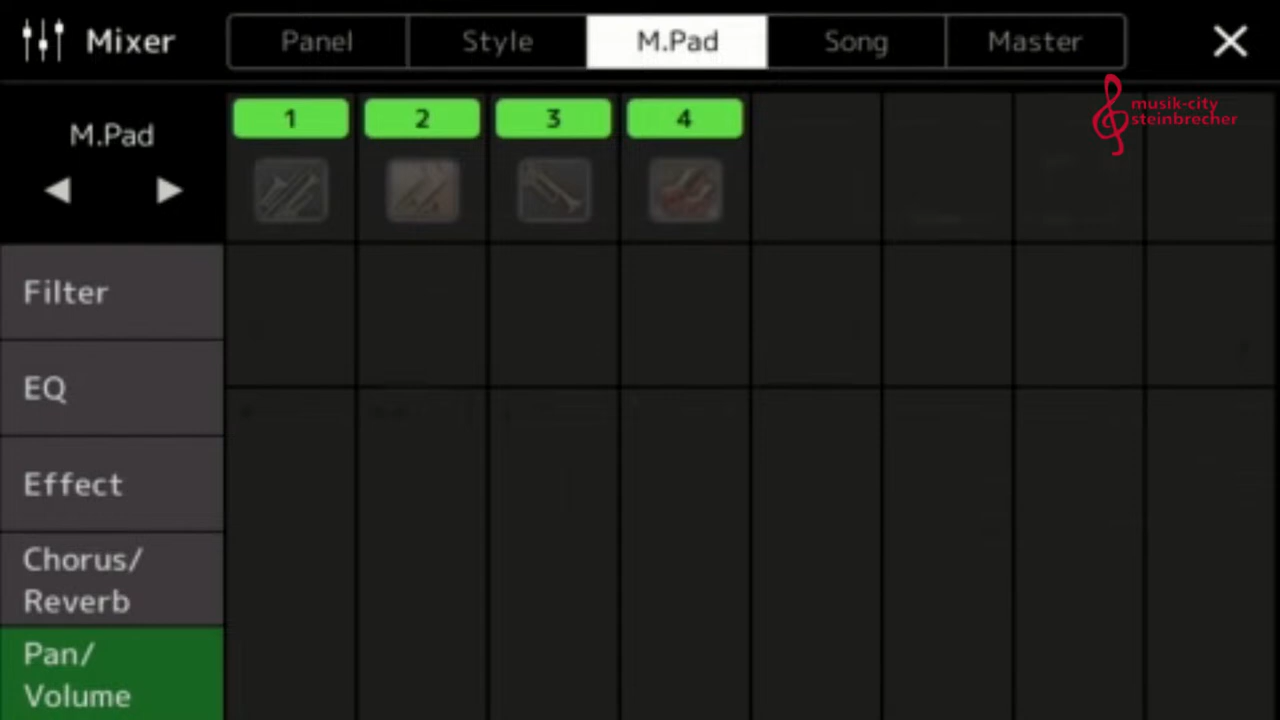 Mixer
Panel
Style
M.Pad
Song
Master
musik-city
steinbrecher
M.Pad
1
2
3
4
Filter
EQ
Effect
Chorus/
Reverb
Pan/
Volume